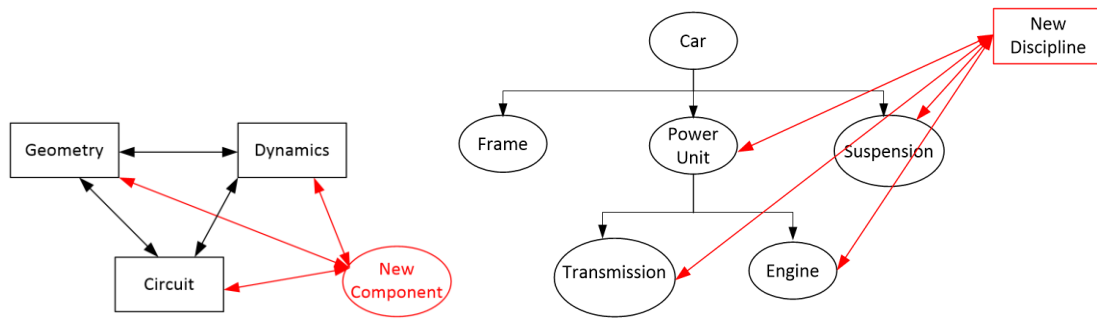 Geometry
Dynamics
Circuit
New
Component
Car
Frame
Power
Unit
Suspension
Transmission
Engine
New
Discipline